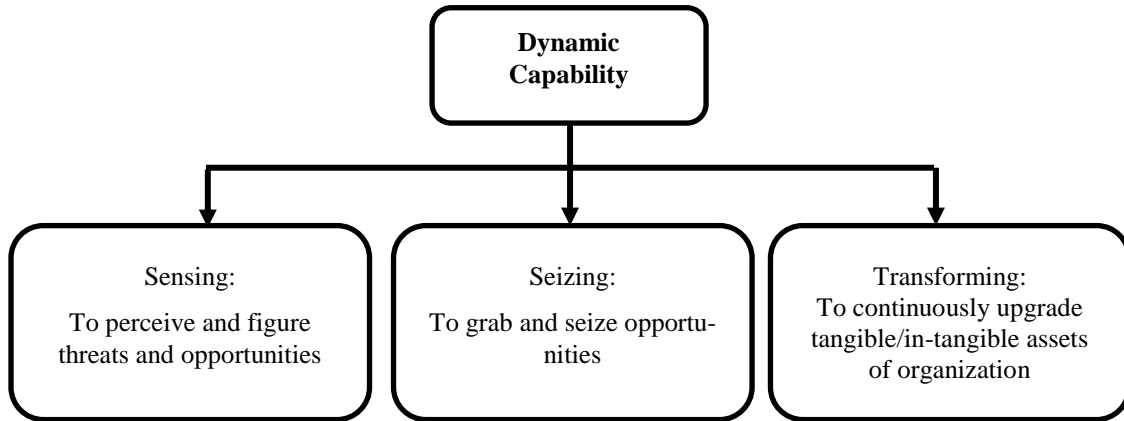 Dynamic
Capability
Sensing:
To perceive and figure
threats and opportunities
Seizing:
To grab and seize opportu-
nities
Transforming:
To continuously upgrade
tangible/in-tangible assets
of organization